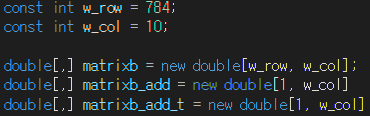 const int w_row = 784;
const int w_col = 10;
double[,] matrixb = new double[w_row, w_col];
double[,] matrixb_add = new double[1, w_col]
double[,] matrixb_add_t = new double[1, w_col]